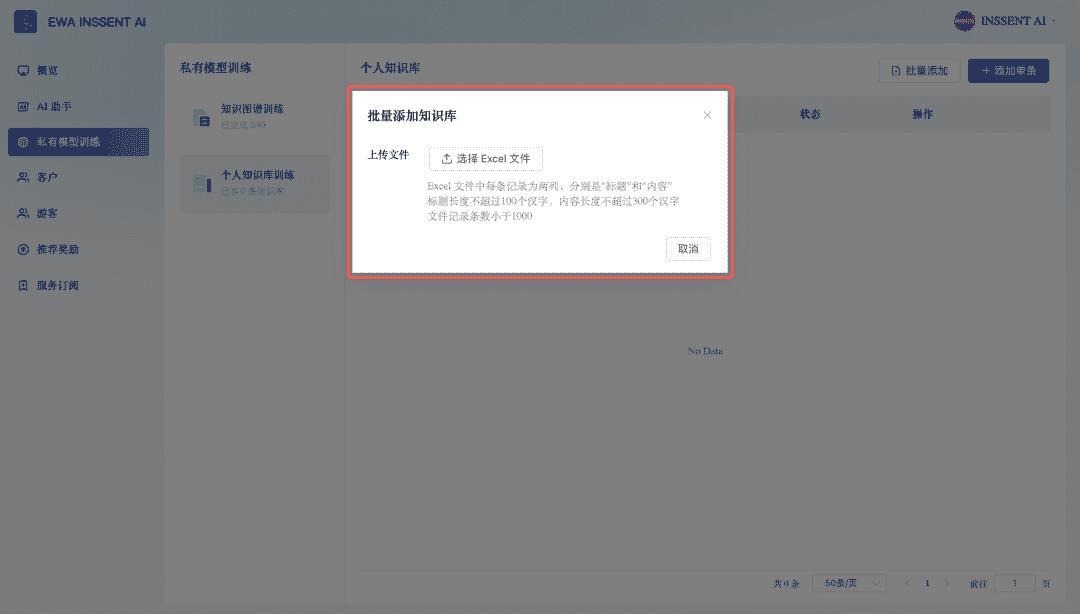 EWA INSSENT AI
INSSENT AI
概览
AI 助手
私有模型训练
客户
游客
推荐奖励
服务订阅
私有模型训练
知识图谱训练
已完成
个人知识库训练
个人知识库
批量添加
+ 添加单条
状态
操作
批量添加知识库
上传文件
选择 Excel 文件
Excel 文件中每条记录为两列，分别是“标题”和“内容”
标题长度不超过100个汉字，内容长度不超过300个汉字
文件记录条数小于1000
取消
No Data
共 0 条
50条/页
1
前往
1
页